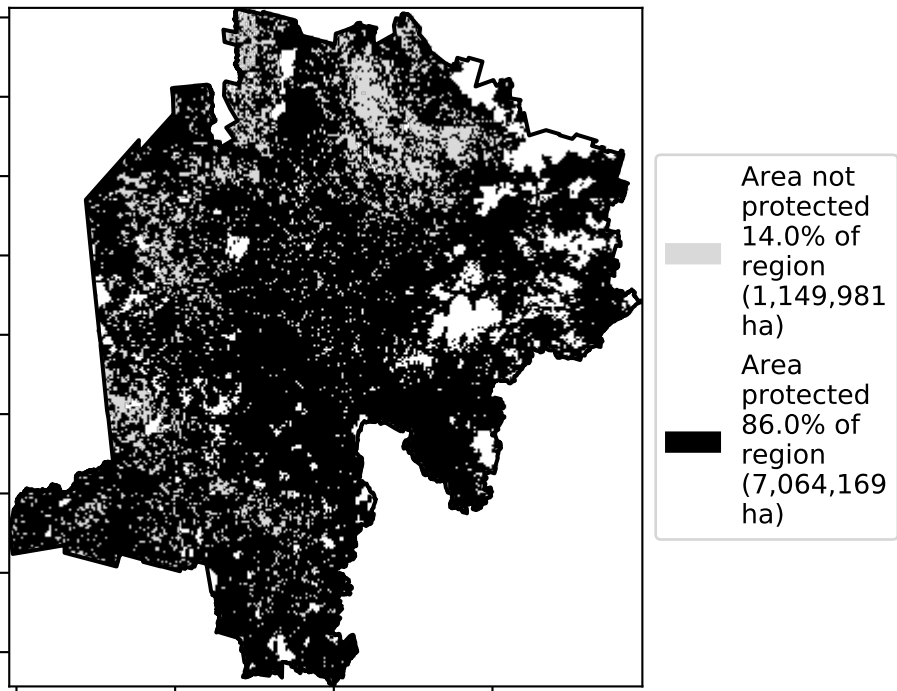 Area not
protected
14.0% of
region
(1,149,981
ha)
Area
protected
86.0% of
region
(7,064,169
ha)